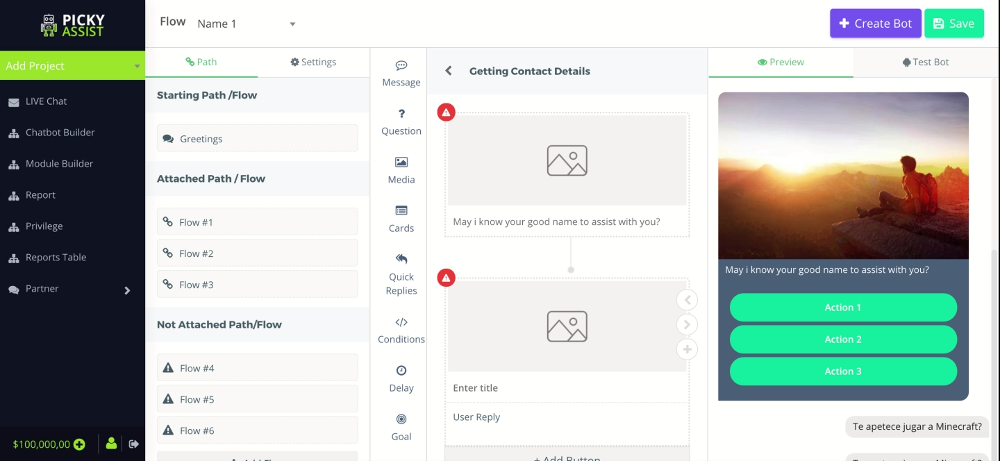 PICKY
ASSIST
Add Project
LIVE Chat
Chatbot Builder
Module Builder
Report
Privilege
Reports Table
Partner
$100,000,00
Flow
Name 1
Create Bot
Save
Path
Settings
Starting Path /Flow
Greetings
Attached Path / Flow
Flow #1
Flow #2
Flow #3
Not Attached Path/Flow
Flow #4
Flow #5
Flow #6
Message
Question
Media
Cards
Quick
Replies
Conditions
Delay
Goal
Getting Contact Details
May i know your good name to assist with you?
Enter title
User Reply
+ Add Button
Preview
Test Bot
May i know your good name to assist with you?
Action 1
Action 2
Action 3
Te apetece jugar a Minecraft?